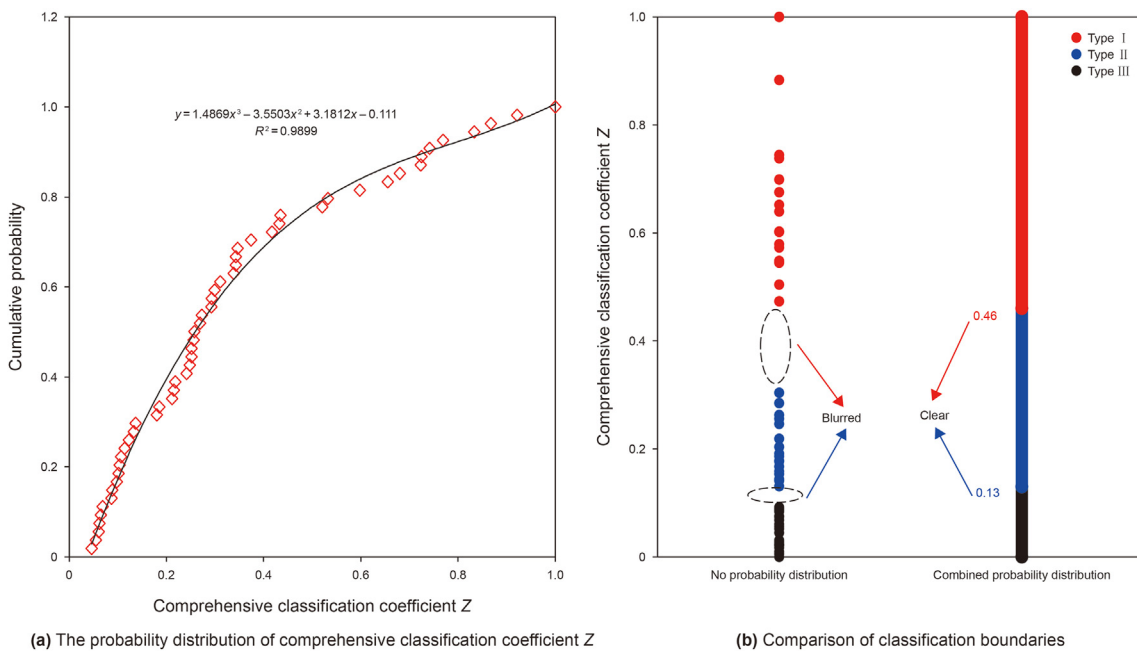 1.2
1.0
0.8
0.6
0.4
0.2
0
Cumulative probability
y = 1.4869x³ – 3.5503x² + 3.1812x – 0.111
R² = 0.9899
0 0.2 0.4 0.6 0.8 1.0
Comprehensive classification coefficient Z
(a) The probability distribution of comprehensive classification coefficient Z
1.0
0.8
0.6
0.4
0.2
0
Comprehensive classification coefficient Z
Type Ⅰ
Type Ⅱ
Type Ⅲ
0.46
Blurred
Clear
0.13
No probability distribution
Combined probability distribution
(b) Comparison of classification boundaries